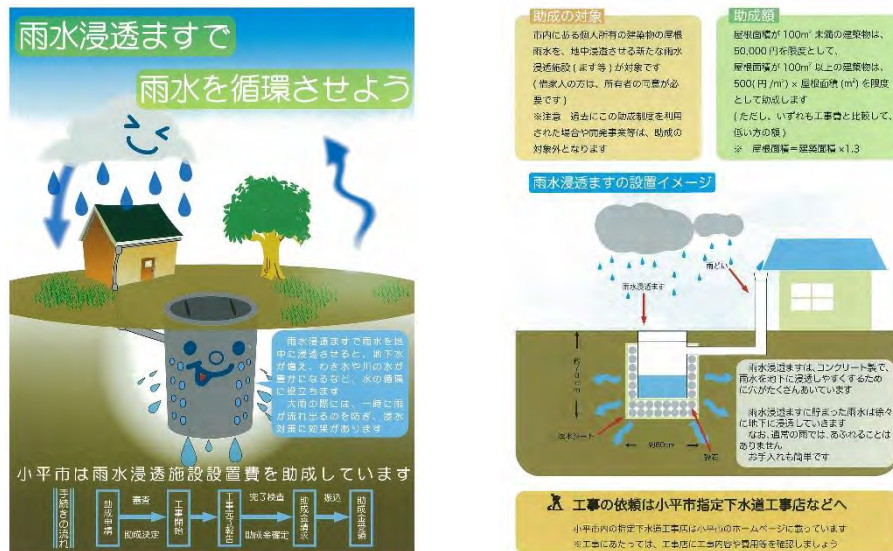 雨水浸透ますで
雨水を循環させよう
雨水浸透ますで雨水を地
中に浸透させると、地下水
が増え、わき水や川の水が
豊かになるなど、水の循環
に役立ちます
大雨の際には、一時に雨
が流れ出るのを防ぎ、浸水
対策に効果があります
小平市は雨水浸透施設設置費を助成しています
手続きの流れ
助成申請
審査
助成決定
工事開始
工事完了報告
完了検査
助成金確定
助成金請求
振込
助成金受領
助成の対象
市内にある個人所有の建築物の屋根
雨水を、地中浸透させる新たな雨水
浸透施設(ます等)が対象です
(借家人の方は、所有者の同意が必
要です)
※注意 過去にこの助成制度を利用
された場合や開発事業等は、助成の
対象外となります
助成額
屋根面積が100m²未満の建築物は、
50,000円を限度として、
屋根面積が100m²以上の建築物は、
500(円/m²)×屋根面積(m²)を限度
として助成します
(ただし、いずれも工事費と比較して、
低い方の額)
※ 屋根面積=建築面積×1.3
雨水浸透ますの設置イメージ
雨どい
雨水浸透ます
透水シート
約80cm
砕石
雨水浸透ますは、コンクリート製で、
雨水を地下に浸透しやすくするため
に穴がたくさんあいています
雨水浸透ますに貯まった雨水は徐々
に地下に浸透していきます
なお、通常の雨では、あふれることは
ありません
お手入れも簡単です
工事の依頼は小平市指定下水道工事店などへ
小平市内の指定下水道工事店は小平市のホームページに載っています
※工事にあたっては、工事店に工事内容や費用等を確認しましょう